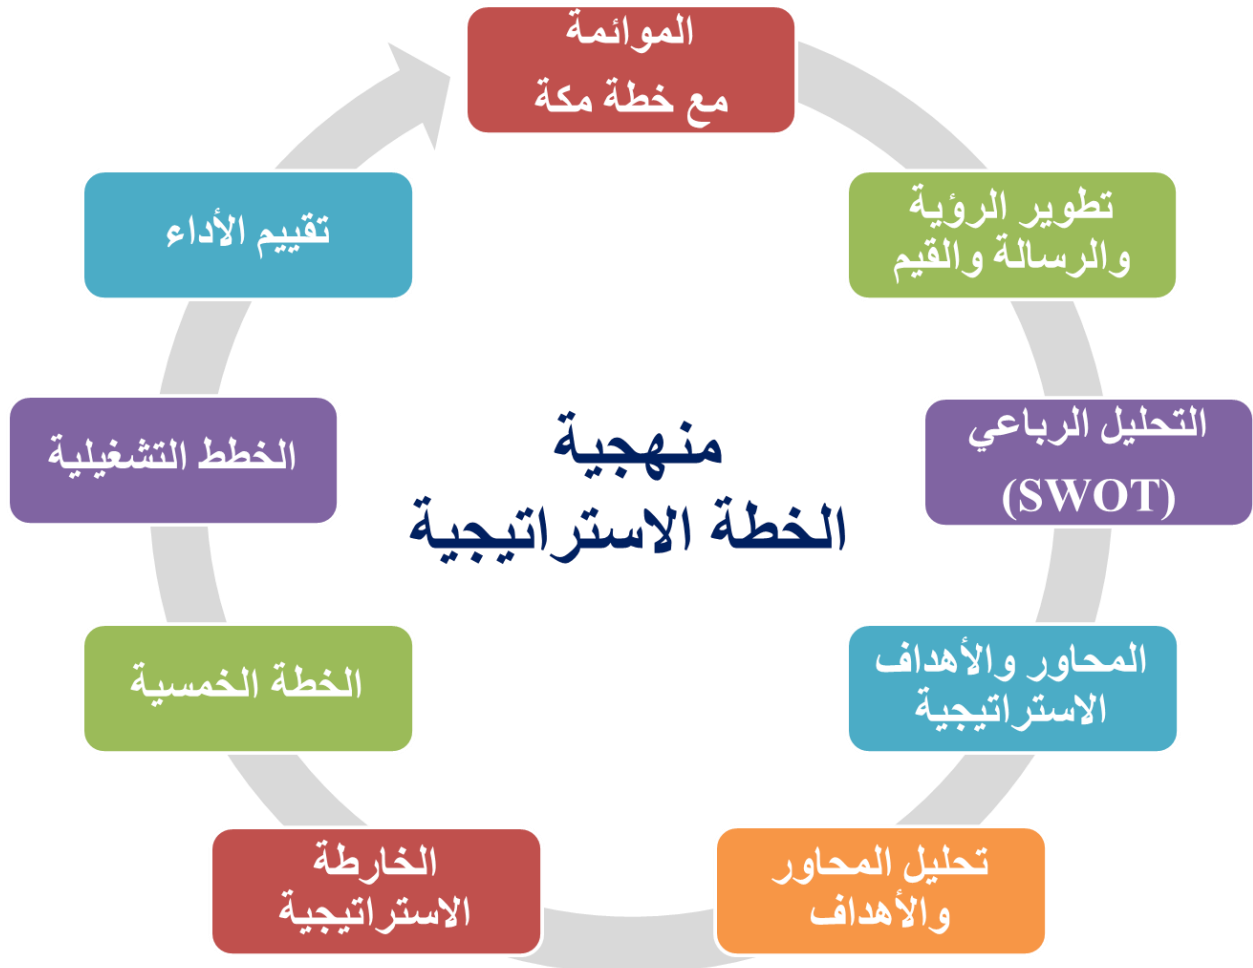 الموائمة
مع خطة مكة
تطوير الرؤية
والرسالة والقيم
التحليل الرباعي
(SWOT)
المحاور والأهداف
الاستراتيجية
تحليل المحاور
والأهداف
الخارطة
الاستراتيجية
الخطة الخمسية
الخطط التشغيلية
تقييم الأداء
منهجية
الخطة الاستراتيجية